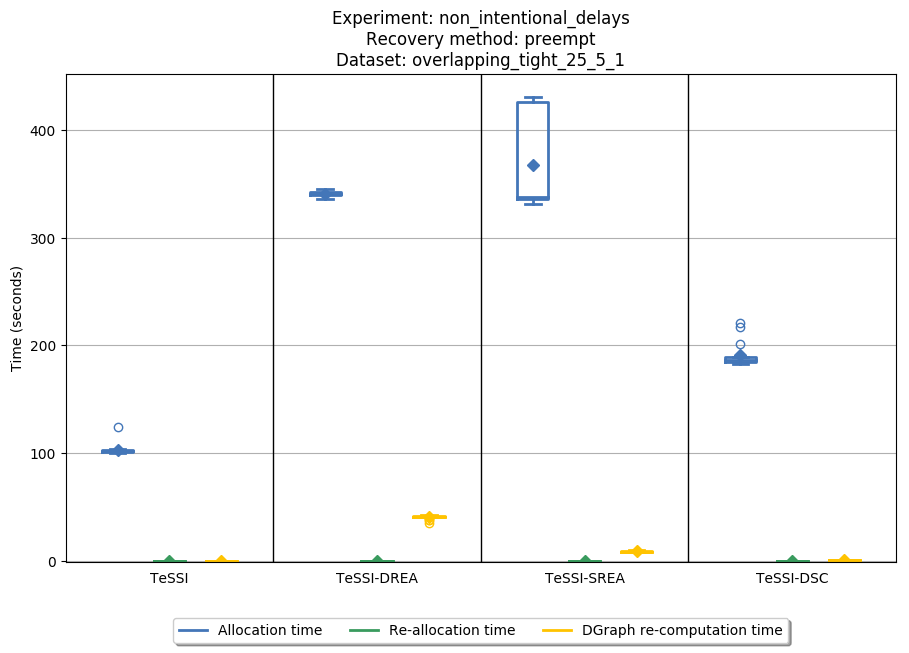 Experiment: non_intentional_delays
Recovery method: preempt
Dataset: overlapping_tight_25_5_1
Time (seconds)
400
300
200
100
0
TeSSI
TeSSI-DREA
TeSSI-SREA
TeSSI-DSC
Allocation time
Re-allocation time
DGraph re-computation time